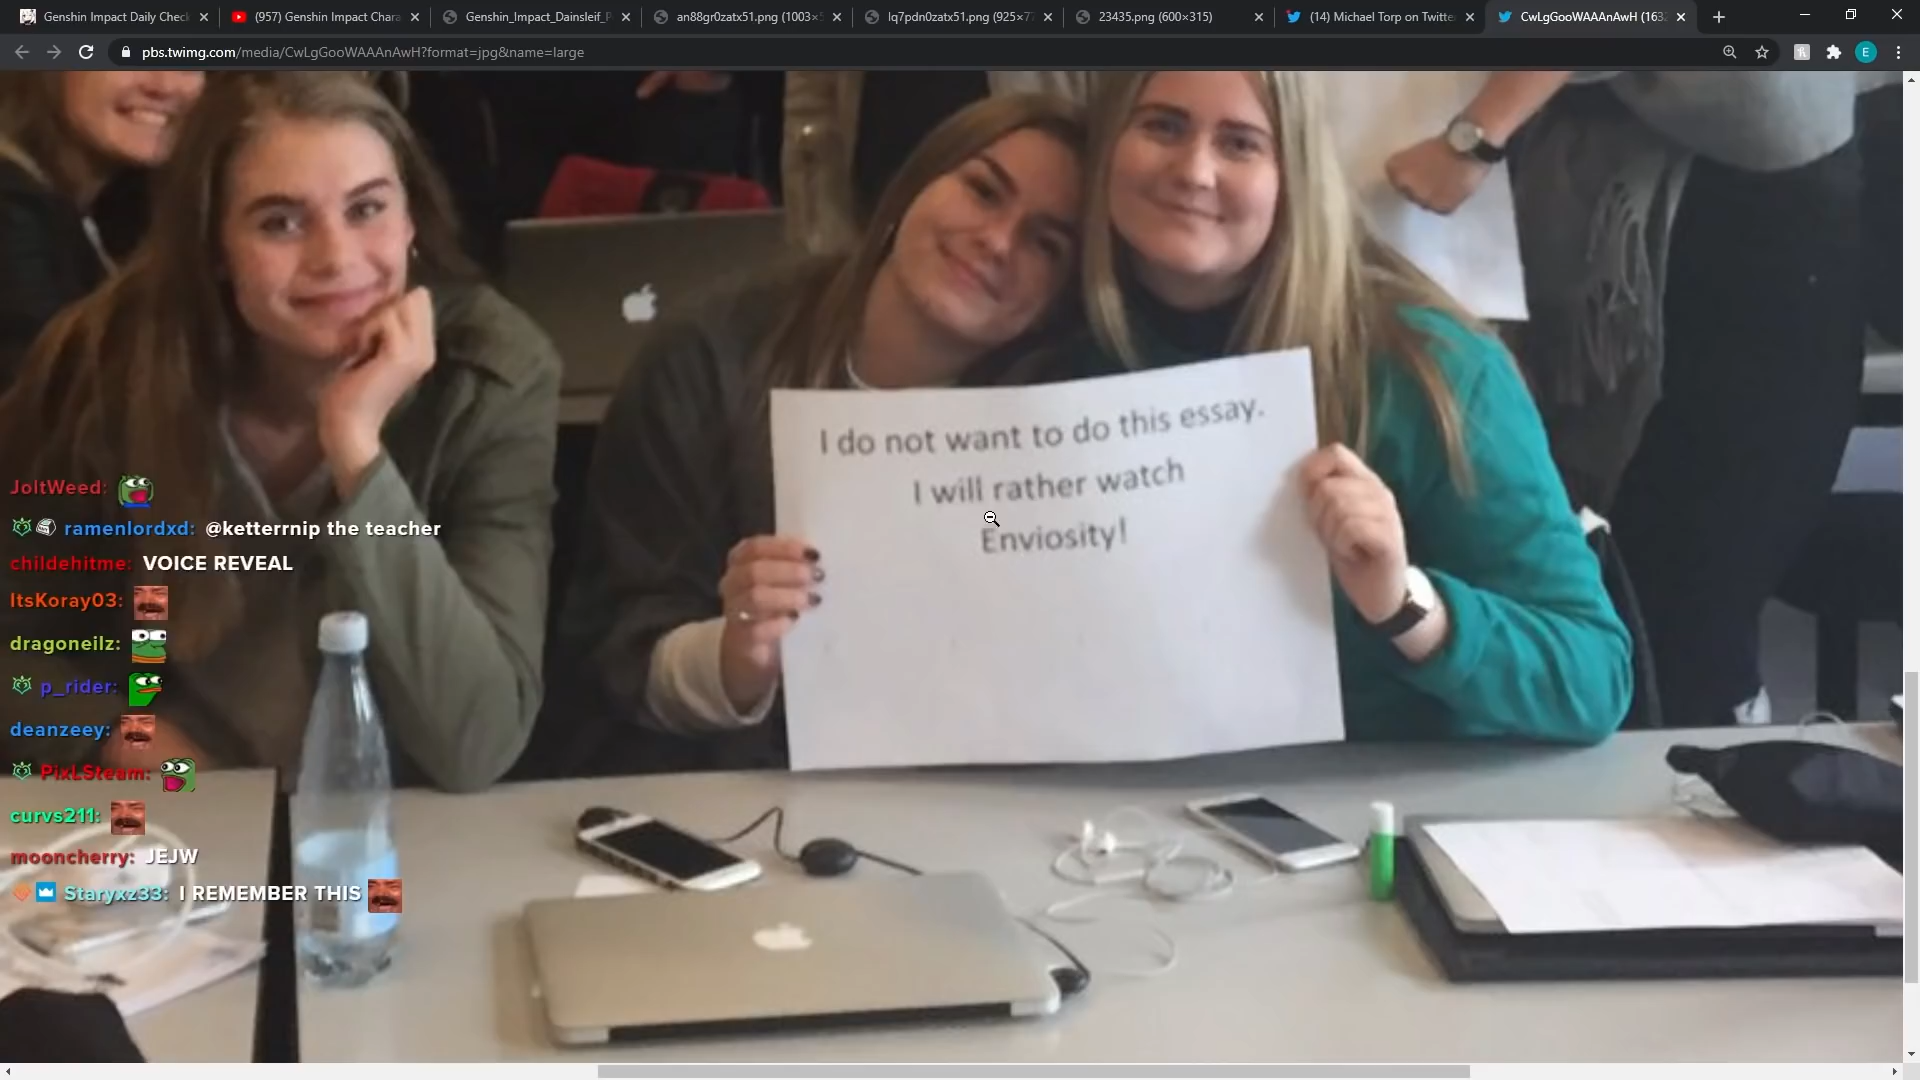 Genshin Impact Daily Check
(957) Genshin Impact Chara
Genshin_Impact_Dainsleif_P
an88gr0zatx51.png (1003×5
lq7pdn0zatx51.png (925×77
23435.png (600×315)
(14) Michael Torp on Twitte
CwLgGooWAAAnAwH (163
pbs.twimg.com/media/CwLgGooWAAAnAwH?format=jpg&name=large
E
I do not want to do this essay.
I will rather watch
Enviosity!
JoltWeed:
ramenlordxd: @ketterrnip the teacher
childehitme: VOICE REVEAL
ItsKoray03:
dragoneilz:
p_rider:
deanzeey:
PixLSteam:
curvs211:
mooncherry: JEJW
Staryxz33: I REMEMBER THIS